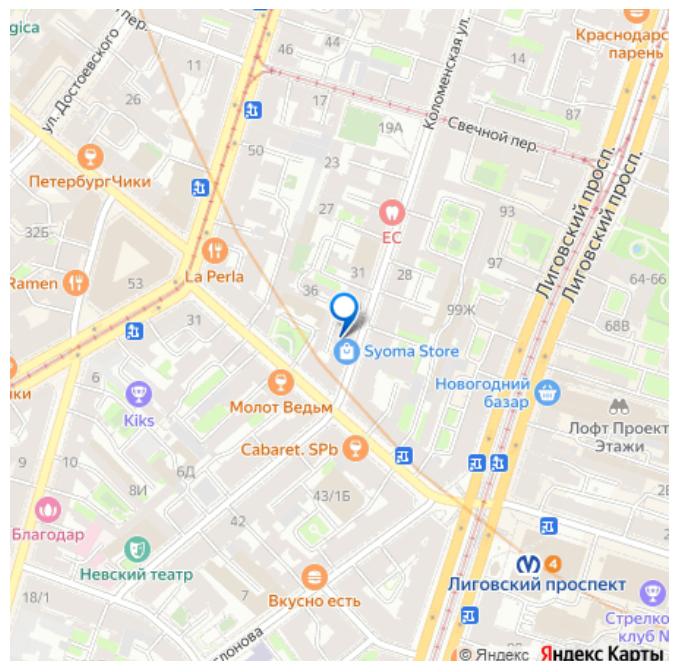 gica
46
44
Краснодарс
парень
ул. Достоевского
пер.
11
26
17
14
87
Коломенская ул.
19А
Свечной пер.
50
23
ПетербургЧики
27
ЕС
93
Лиговский просп.
Лиговский просп.
32Б
La Perla
31
28
97
64-66
Ramen
53
36
99Ж
68В
31
Syoma Store
6
ики
Kiks
Молот Ведьм
Новогодний
базар
Лофт Проект
Этажи
Cabaret. SPb
9
10
6Д
8И
43/1Б
Благодар
42
Невский театр
4
Лиговский проспект
18/1
7
Вкусно есть
Стрелко
клуб №
© Яндекс Яндекс Карты